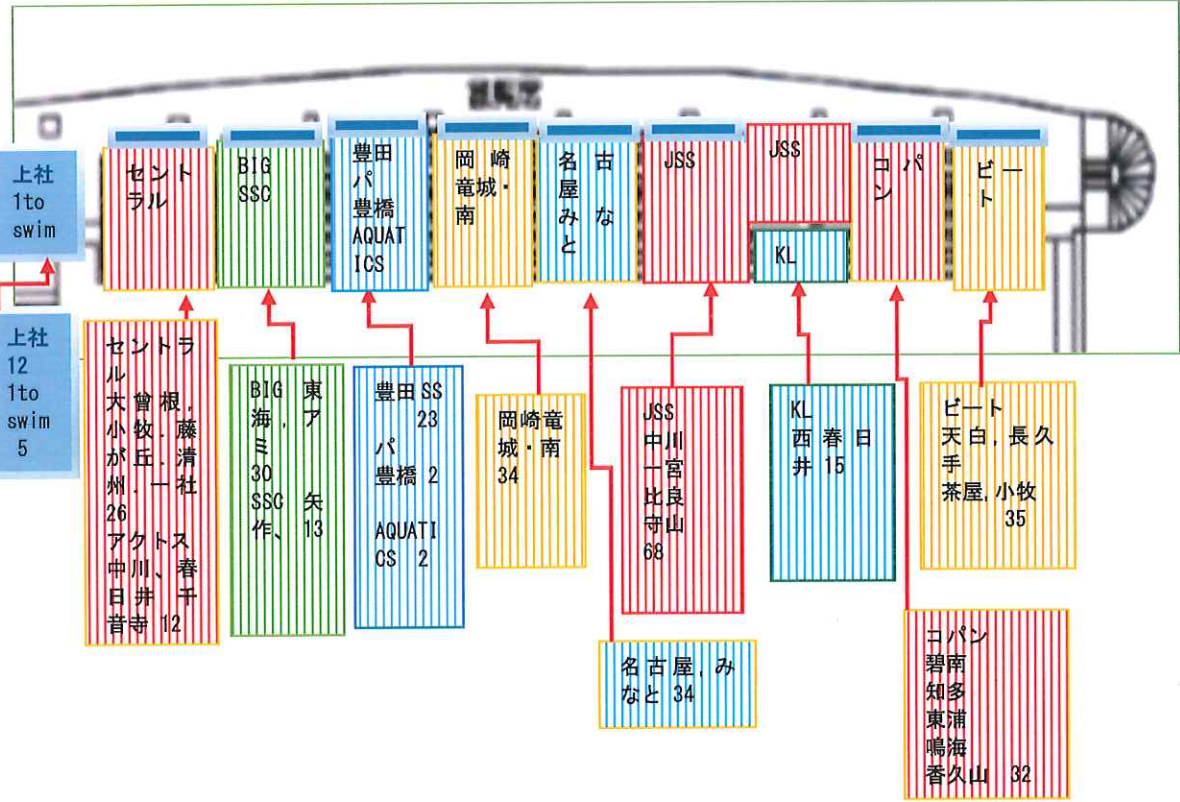 上社
1to
swim
セント
ラル
BIG
SSC
豊田
パ
豊橋
AQUAT
ICS
岡崎
竜城・
南
名古
屋な
みと
JSS
JSS
KL
コパ
ン
ビー
ト
上社
12
1to
swim
5
セントラ
ル
大曽根,
小牧.藤
が丘.清
州.一社
26
アクトス
中川、春
日井千
音寺 12
BIG 東
海,ア
ミ
30
SSC 矢
作、13
豊田SS
23
パ
豊橋 2
AQUATI
CS 2
岡崎竜
城・南
34
JSS
中川
一宮
比良
守山
68
KL
西春日
井 15
ビート
天白,長久
手
茶屋,小牧
35
名古屋,み
なと 34
コパン
碧南
知多
東浦
鳴海
香久山 32